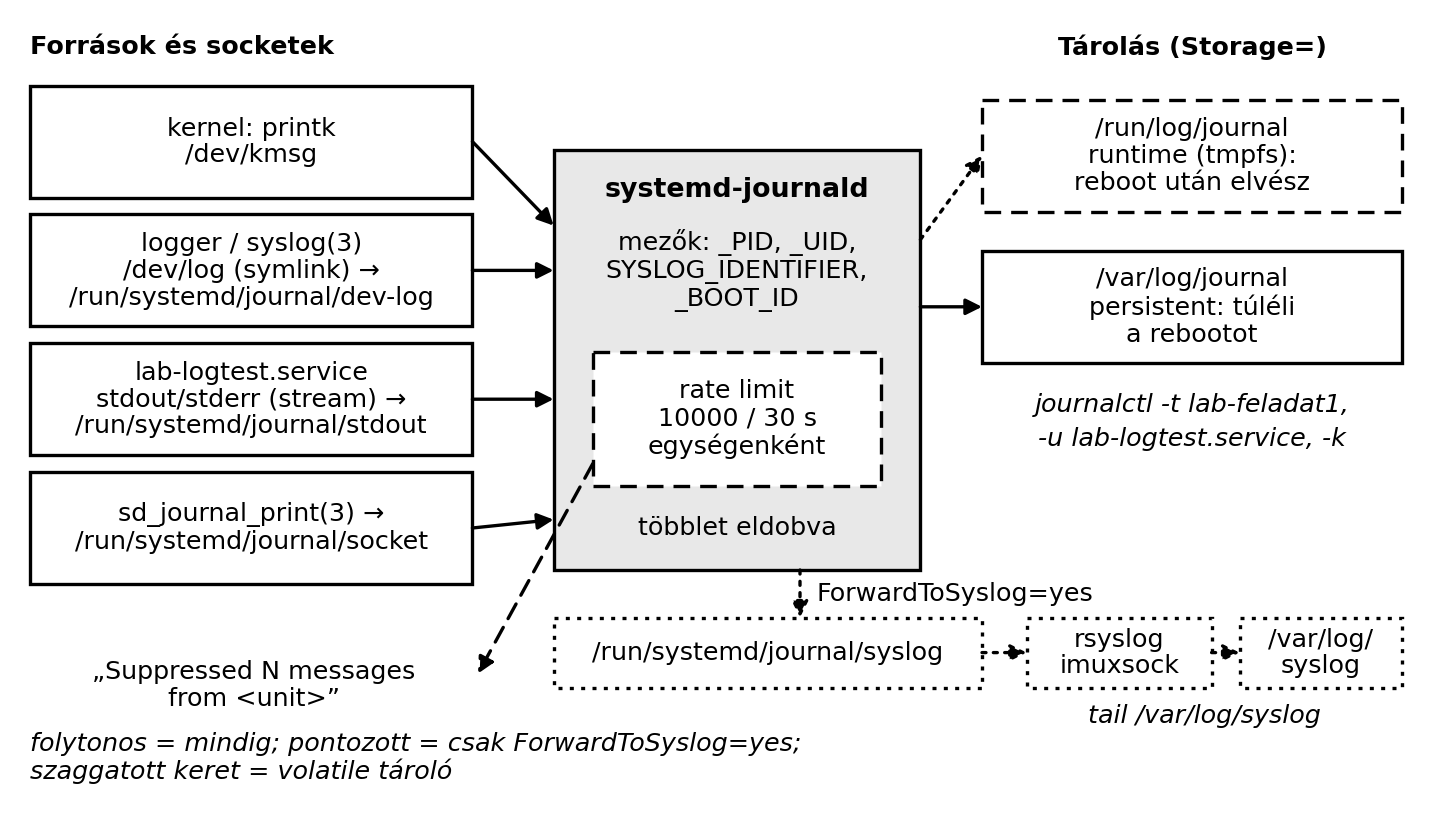 Források és socketek
kernel: printk
/dev/kmsg
logger / syslog(3)
/dev/log (symlink) →
/run/systemd/journal/dev-log
lab-logtest.service
stdout/stderr (stream) →
/run/systemd/journal/stdout
sd_journal_print(3) →
/run/systemd/journal/socket
systemd-journald
mezők: _PID, _UID,
SYSLOG_IDENTIFIER,
_BOOT_ID
rate limit
10000 / 30 s
egységenként
többlet eldobva
Tárolás (Storage=)
/run/log/journal
runtime (tmpfs):
reboot után elvész
/var/log/journal
persistent: túléli
a rebootot
journalctl -t lab-feladat1,
-u lab-logtest.service, -k
ForwardToSyslog=yes
/run/systemd/journal/syslog
rsyslog
imuxsock
/var/log/
syslog
tail /var/log/syslog
„Suppressed N messages
from <unit>”
folytonos = mindig; pontozott = csak ForwardToSyslog=yes;
szaggatott keret = volatile tároló